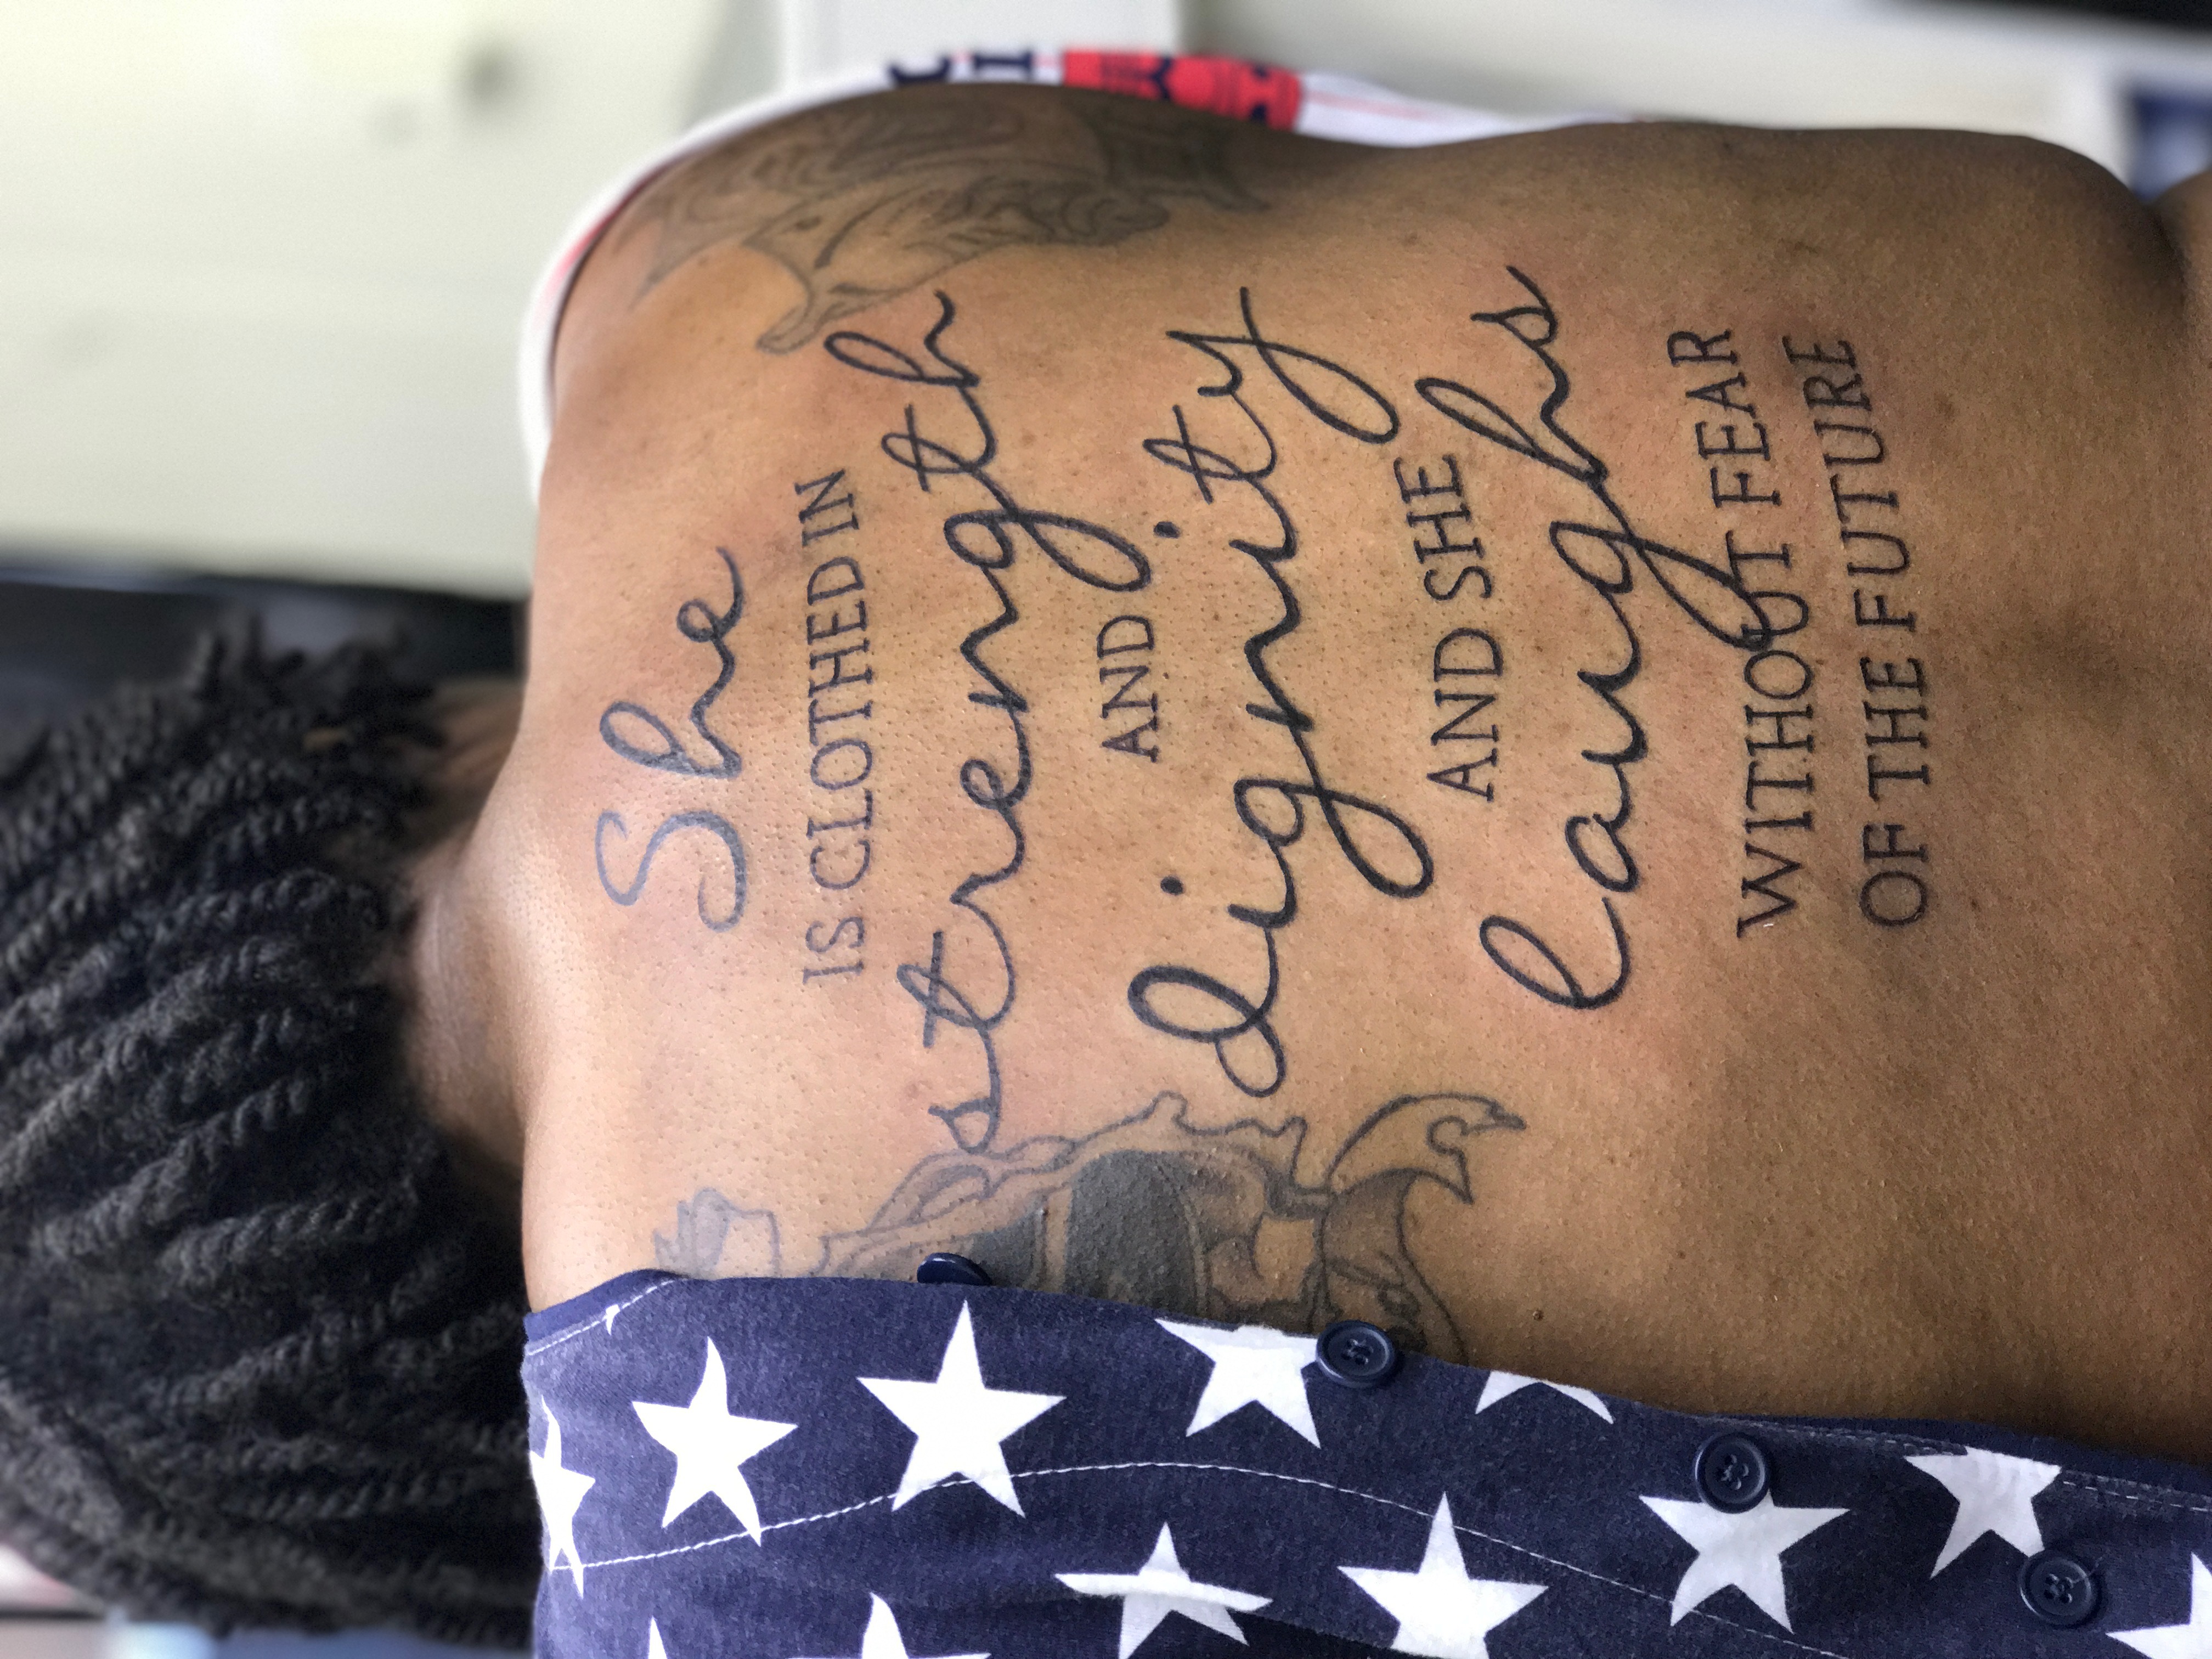 She
IS CLOTHED IN
strength
AND
dignity
AND SHE
laughs
WITHOUT FEAR
OF THE FUTURE